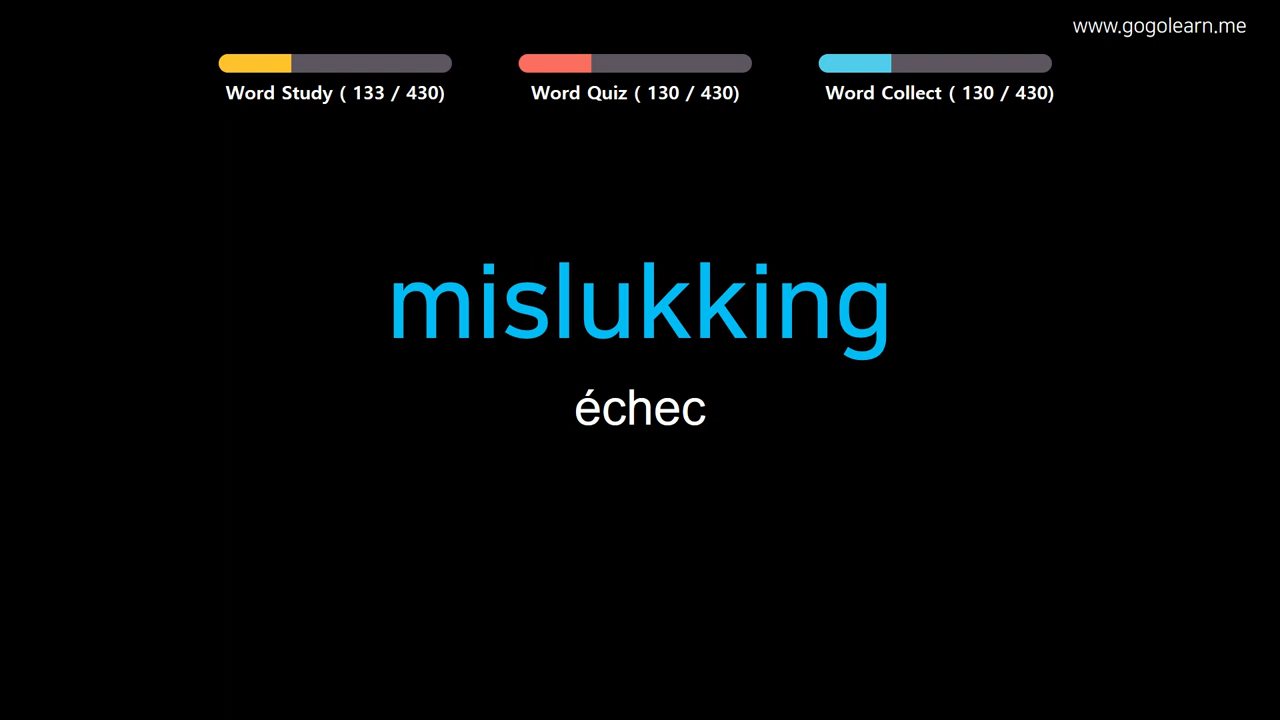 www.gogolearn.me
Word Study ( 133 / 430)
Word Quiz ( 130 / 430)
Word Collect ( 130 / 430)
mislukking
échec